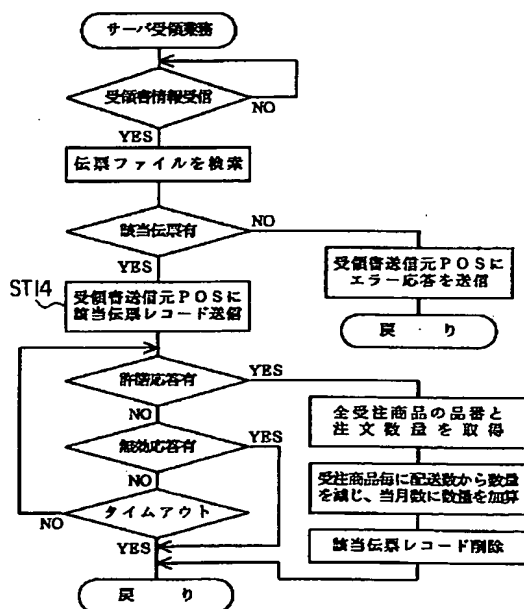 サーバ受領業務
受領書情報受信
NO
YES
伝票ファイルを検索
該当伝票有
NO
YES
受領書送信元POSに
エラー応答を送信
戻り
ST14
受領書送信元POSに
該当伝票レコード送信
許諾応答有
YES
NO
全受注商品の品番と
注文数量を取得
無効応答有
YES
NO
受注商品毎に配送数から数量
を減じ、当月数に数量を加算
タイムアウト
NO
YES
該当伝票レコード削除
戻り